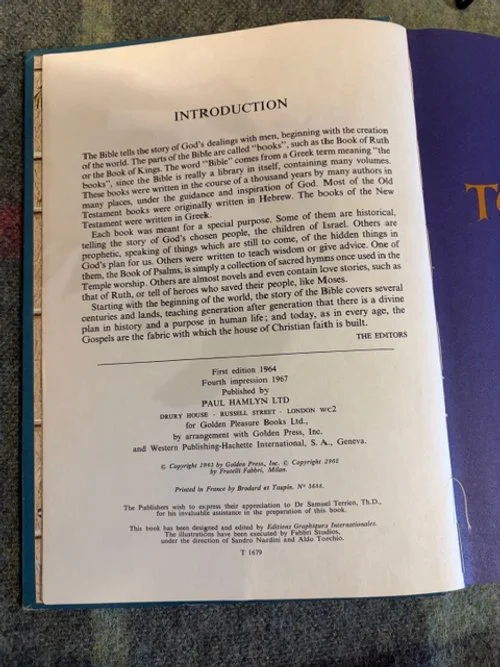 INTRODUCTION
The Bible tells the story of God's dealings with men, beginning with the creation
of the world. The parts of the Bible are called "books", such as the Book of Ruth
or the Book of Kings. The word "Bible" comes from a Greek term meaning "the
books", since the Bible is really a library in itself, containing many volumes.
These books were written in the course of a thousand years by many authors in
many places, under the guidance and inspiration of God. Most of the Old
Testament books were originally written in Hebrew. The books of the New
Testament were written in Greek.
Each book was meant for a special purpose. Some of them are historical,
telling the story of God's chosen people, the children of Israel. Others are
prophetic, speaking of things which are still to come, of the hidden things in
God's plan for us. Others were written to teach wisdom or give advice. One of
them, the Book of Psalms, is simply a collection of sacred hymns once used in the
Temple worship. Others are almost novels and even contain love stories, such as
that of Ruth, or tell of heroes who saved their people, like Moses.
Starting with the beginning of the world, the story of the Bible covers several
centuries and lands, teaching generation after generation that there is a divine
plan in history and a purpose in human life; and today, as in every age, the
Gospels are the fabric with which the house of Christian faith is built.
THE EDITORS
First edition 1964
Fourth impression 1967
Published by
PAUL HAMLYN LTD
DRURY HOUSE · RUSSELL STREET · LONDON WC2
for Golden Pleasure Books Ltd.,
by arrangement with Golden Press, Inc.
and Western Publishing-Hachette International, S. A., Geneva.
© Copyright 1962 by Golden Press, Inc. © Copyright 1962
by Fratelli Fabbri, Milan.
Printed in France by Brodard et Taupin. N° 3688.
The Publishers wish to express their appreciation to Dr Samuel Terrien, Th.D.,
for his invaluable assistance in the preparation of this book.
This book has been designed and edited by Editions Graphiques Internationales.
The illustrations have been executed by Fabbri Studios,
under the direction of Sandro Nardini and Aldo Torchio.
T 1679